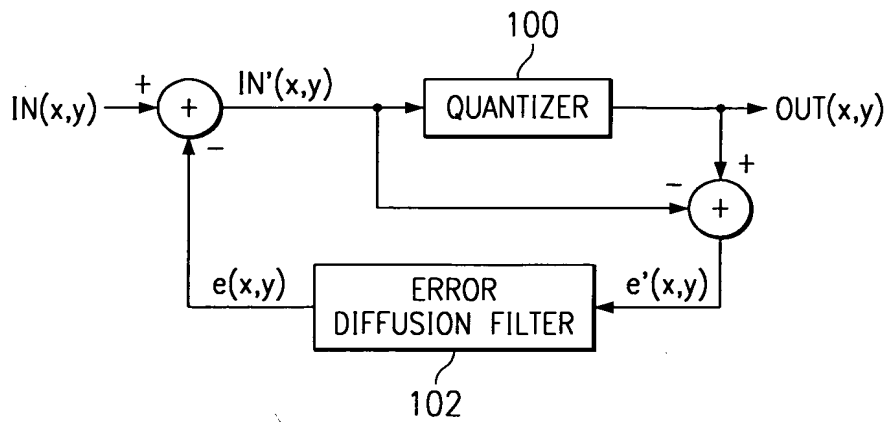 100
IN(x,y)
+
+
IN'(x,y)
QUANTIZER
OUT(x,y)
−
−
+
+
e(x,y)
ERROR
DIFFUSION FILTER
e'(x,y)
102